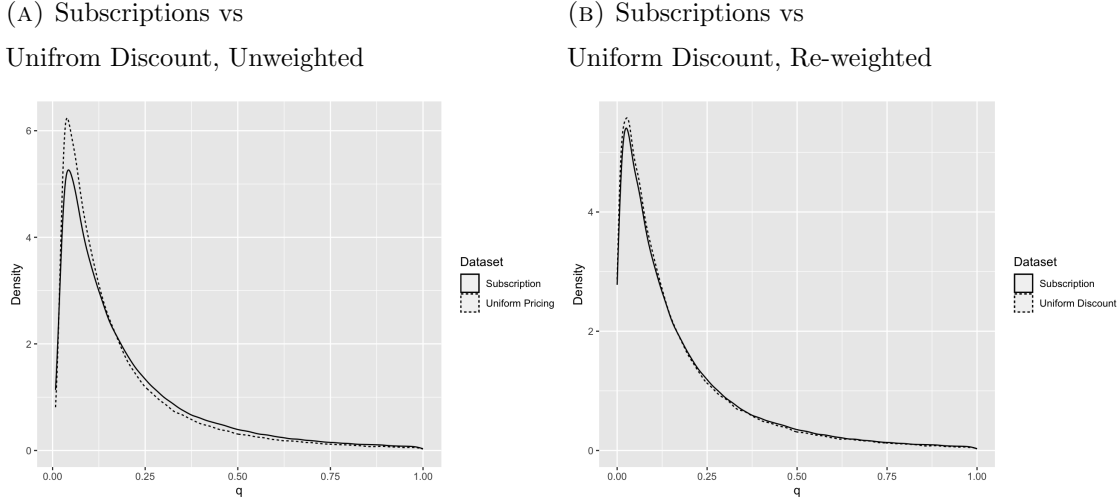 (A) Subscriptions vs
Unifrom Discount, Unweighted
6
4
2
0
Density
0.00 0.25 0.50 0.75 1.00
q
Dataset
Subscription
Uniform Pricing
(B) Subscriptions vs
Uniform Discount, Re-weighted
4
2
0
Density
0.00 0.25 0.50 0.75 1.00
q
Dataset
Subscription
Uniform Discount